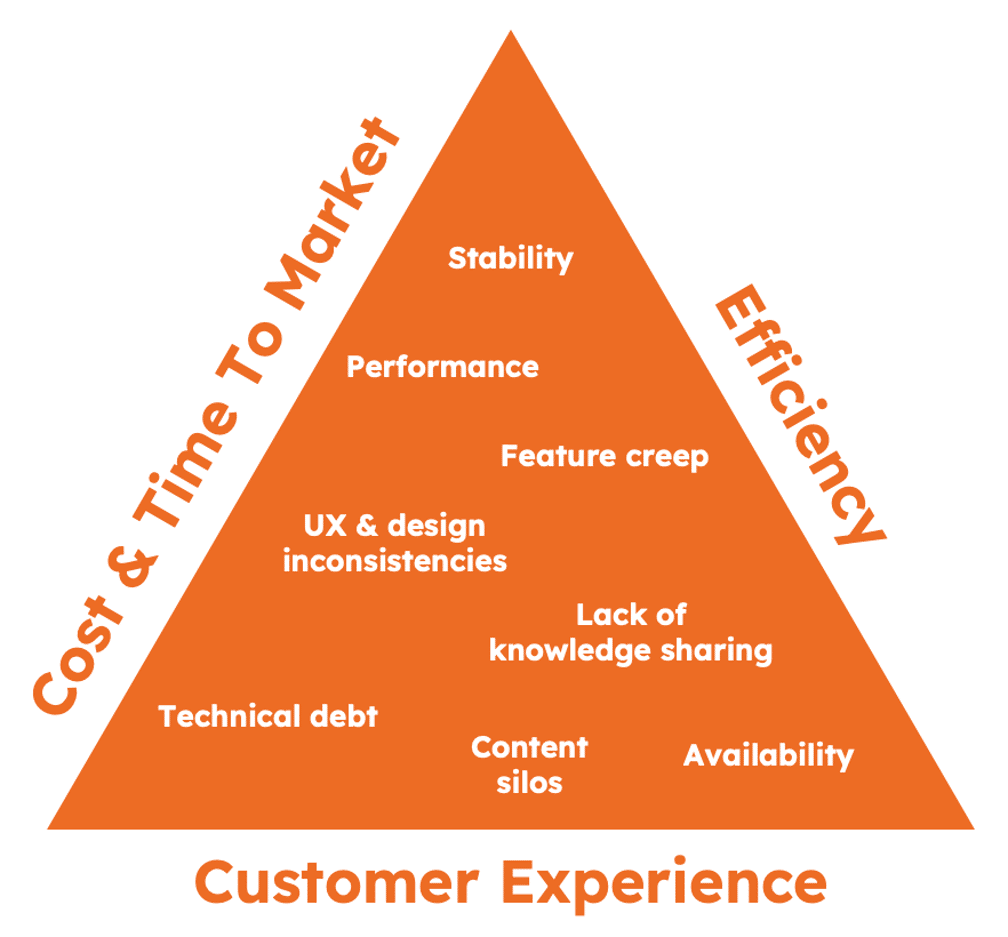 Cost & Time To Market
Efficiency
Stability
Performance
Feature creep
UX & design
inconsistencies
Lack of
knowledge sharing
Technical debt
Content
silos
Availability
Customer Experience